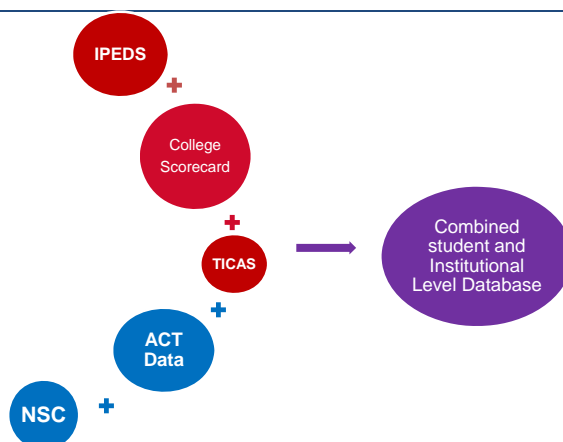 IPEDS
College
Scorecard
TICAS
ACT
Data
NSC
Combined
student and
Institutional
Level Database